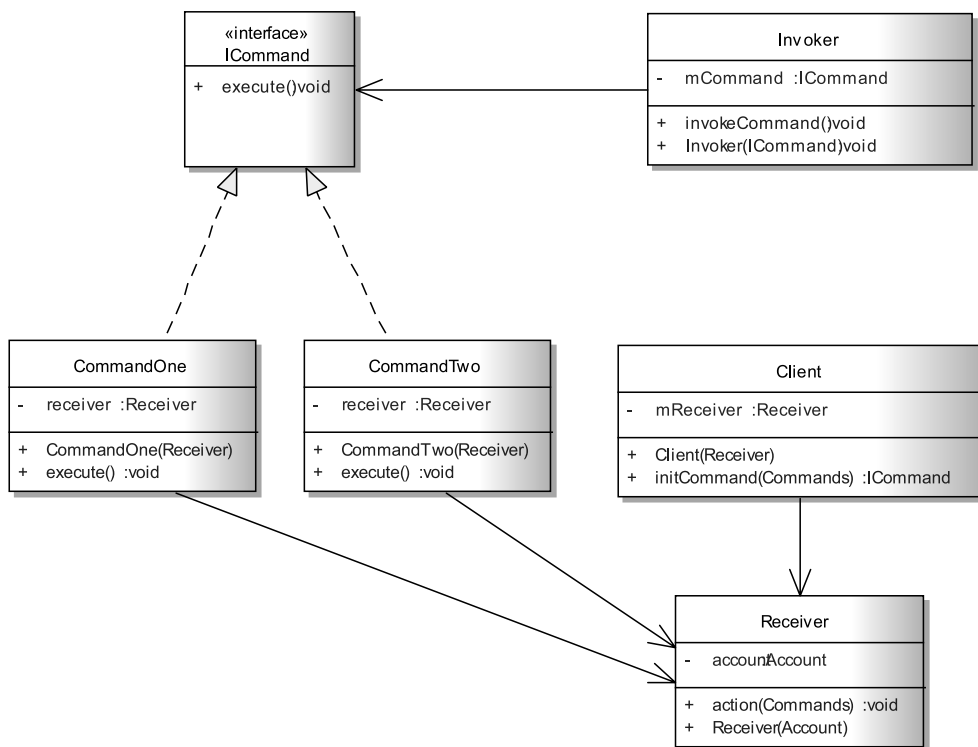 «interface»
ICommand
+ execute()void
Invoker
- mCommand :ICommand
+ invokeCommand()void
+ Invoker(ICommand)void
CommandOne
- receiver :Receiver
+ CommandOne(Receiver)
+ execute() :void
CommandTwo
- receiver :Receiver
+ CommandTwo(Receiver)
+ execute() :void
Client
- mReceiver :Receiver
+ Client(Receiver)
+ initCommand(Commands) :ICommand
Receiver
- account:Account
+ action(Commands) :void
+ Receiver(Account)